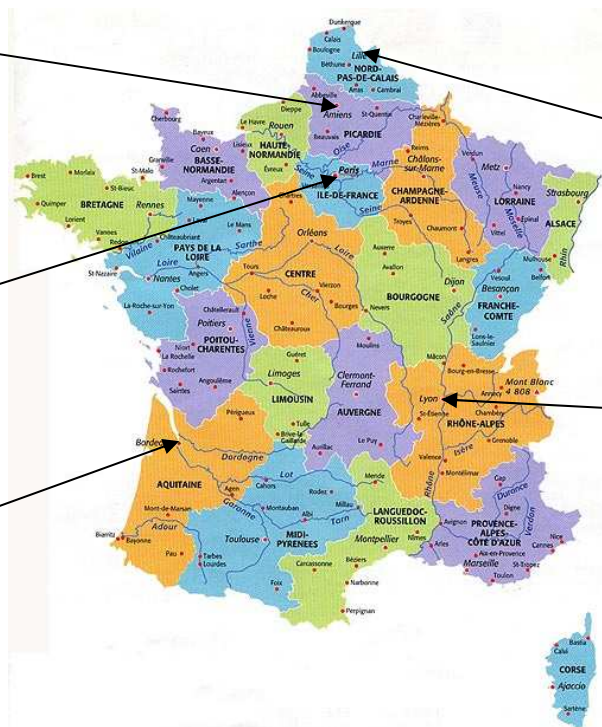 Dunkerque
Calais
Boulogne
Lille
Béthune
NORD-
PAS-DE-CALAIS
Arras
Cambrai
Abbeville
Amiens
St-Quentin
Charleville-
Mézières
Cherbourg
Dieppe
Le Havre
Rouen
Beauvais
Oise
PICARDIE
Bayeux
Caen
Lisieux
HAUTE
NORMANDIE
Reims
Verdun
Metz
Granville
BASSE-
NORMANDIE
Évreux
Seine
Paris
Marne
Châlons-
sur-Marne
Meuse
Nancy
Strasbourg
Brest
Morlaix
St-Malo
Argentan
ILE-DE-FRANCE
CHAMPAGNE-
ARDENNE
LORRAINE
Moselle
St-Brieuc
Alençon
Chartres
Seine
ALSACE
Quimper
BRETAGNE
Rennes
Mayenne
Troyes
Chaumont
Épinal
Vittel
Rhin
Lorient
Laval
Le Mans
Orléans
Vannes
Redon
Châteaubriant
Vilaine
PAYS DE LA
LOIRE
Sarthe
Loire
Auxerre
Langres
Mulhouse
Belfort
Vesoul
St-Nazaire
Loire
Nantes
Angers
Tours
CENTRE
Avallon
Dijon
Besançon
Cholet
Loche
Cher
Vierzon
Bourges
BOURGOGNE
Saône
FRANCHE-
COMTE
La-Roche-sur-Yon
Châtellerault
Châteauroux
Nevers
Lons-le-
Saulnier
Poitiers
Vienne
Moulins
Niort
POITOU-
CHARENTES
Guéret
Mâcon
La Rochelle
Bourg-en-Bresse
Rochefort
Limoges
Clermont-
Ferrand
Mont Blanc
4 808
Saintes
Angoulême
LIMOUSIN
Lyon
Annecy
Chambéry
Périgueux
Tulle
AUVERGNE
St-Étienne
RHÔNE-ALPES
Brive-la-
Gaillarde
Grenoble
Bordea
Dordogne
Aurillac
Le Puy
Valence
Isère
AQUITAINE
Lot
Cahors
Rodez
Mende
Montélimar
Gap
Agen
Rhône
Durance
Mont-de-Marsan
Garonne
Montauban
Millau
LANGUEDOC-
ROUSSILLON
Digne
Adour
Albi
Tarn
Avignon
PROVENCE-
ALPES-
CÔTE D'AZUR
Verdon
Biarritz
Bayonne
Toulouse
MIDI-
PYRENEES
Montpellier
Nîmes
Arles
Nice
Cannes
Pau
Tarbes
Lourdes
Béziers
Aix-en-Provence
Marseille
St-Tropez
Toulon
Foix
Carcassonne
Narbonne
Perpignan
Bastia
Calvi
CORSE
Ajaccio
Sartène